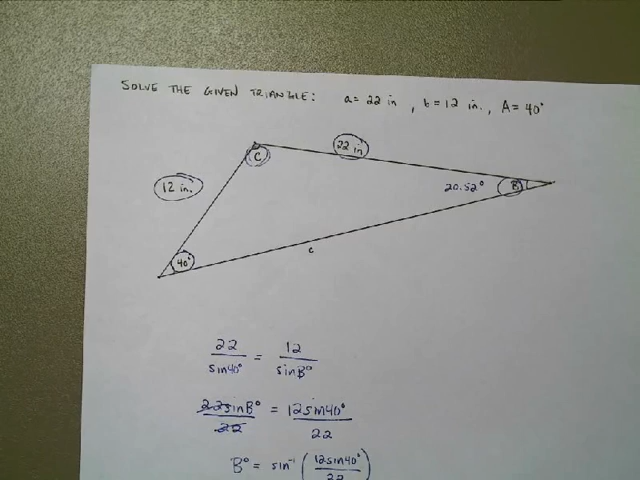 SOLVE THE GIVEN TRIANGLE: a = 22 in , b = 12 in. , A = 40°
C
22 in
12 in.
20.52° B
40°
c
22 / sin40° = 12 / sinB°
22sinB° / 22 = 12sin40° / 22
B° = sin⁻¹ ( 12sin40° / 22 )